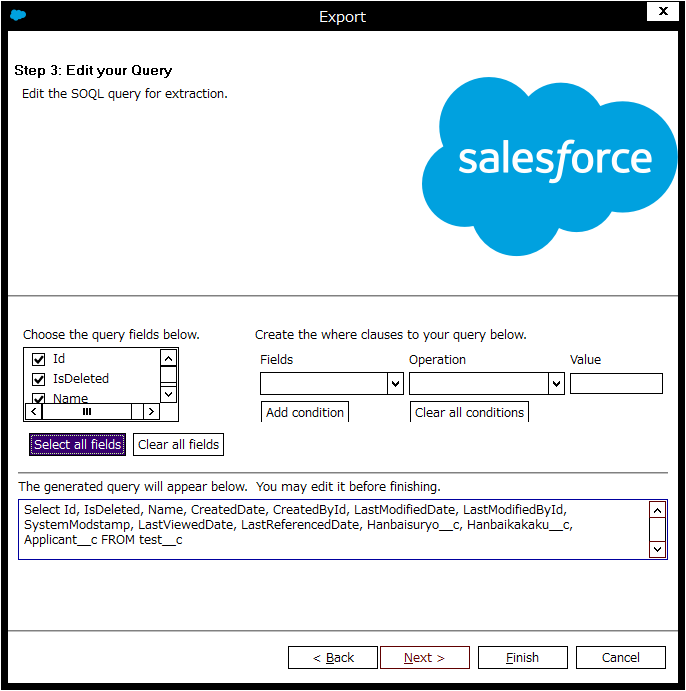 Export
X
Step 3: Edit your Query
Edit the SOQL query for extraction.
salesforce
Choose the query fields below.
Create the where clauses to your query below.
Id
IsDeleted
Name
Fields
Operation
Value
Add condition
Clear all conditions
Select all fields
Clear all fields
The generated query will appear below.  You may edit it before finishing.
Select Id, IsDeleted, Name, CreatedDate, CreatedById, LastModifiedDate, LastModifiedById,
SystemModstamp, LastViewedDate, LastReferencedDate, Hanbaisuryo__c, Hanbaikakaku__c,
Applicant__c FROM test__c
< Back
Next >
Finish
Cancel